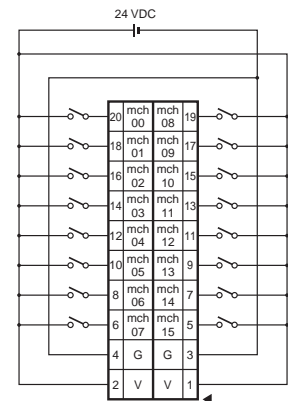 24 VDC
20 mch 00 mch 08 19
18 mch 01 mch 09 17
16 mch 02 mch 10 15
14 mch 03 mch 11 13
12 mch 04 mch 12 11
10 mch 05 mch 13 9
8 mch 06 mch 14 7
6 mch 07 mch 15 5
4 G G 3
2 V V 1